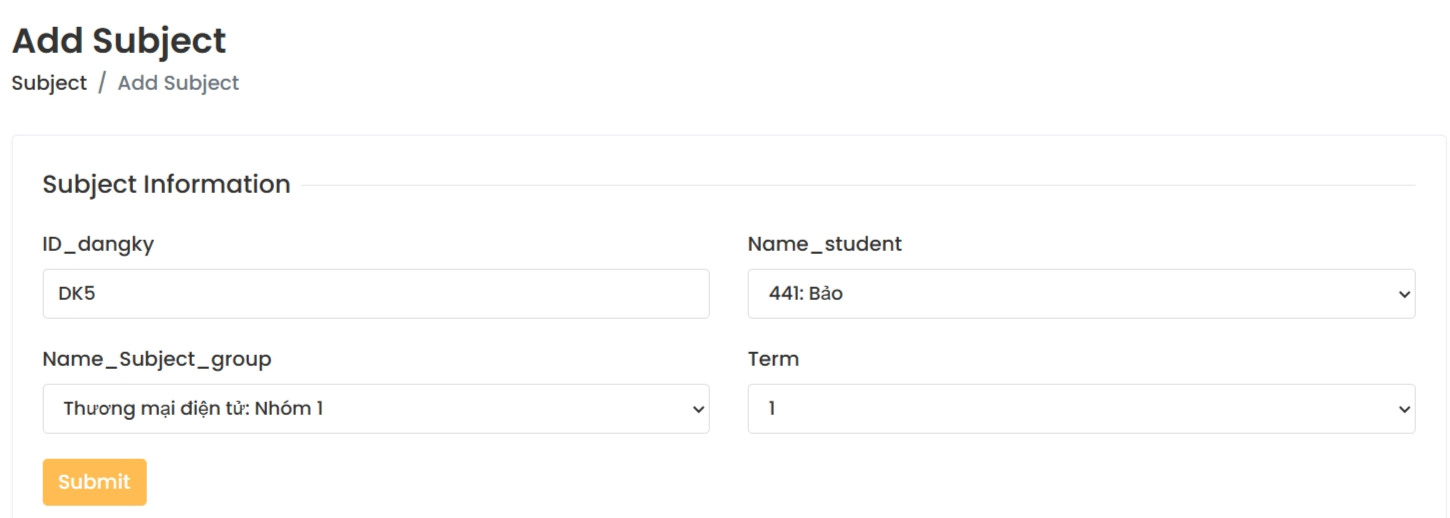 Add Subject
Subject / Add Subject
Subject Information
ID_dangky
Name_student
DK5
441: Bảo
Name_Subject_group
Term
Thương mại điện tử: Nhóm 1
1
Submit